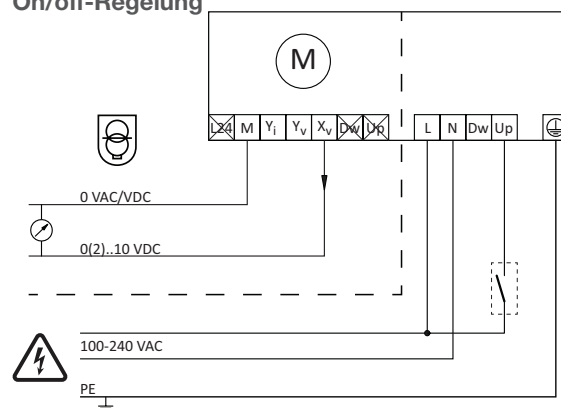 On/off-Regelung
M
L24 M Yi Yv Xv Dw Up L N Dw Up
0 VAC/VDC
0(2)..10 VDC
100-240 VAC
PE